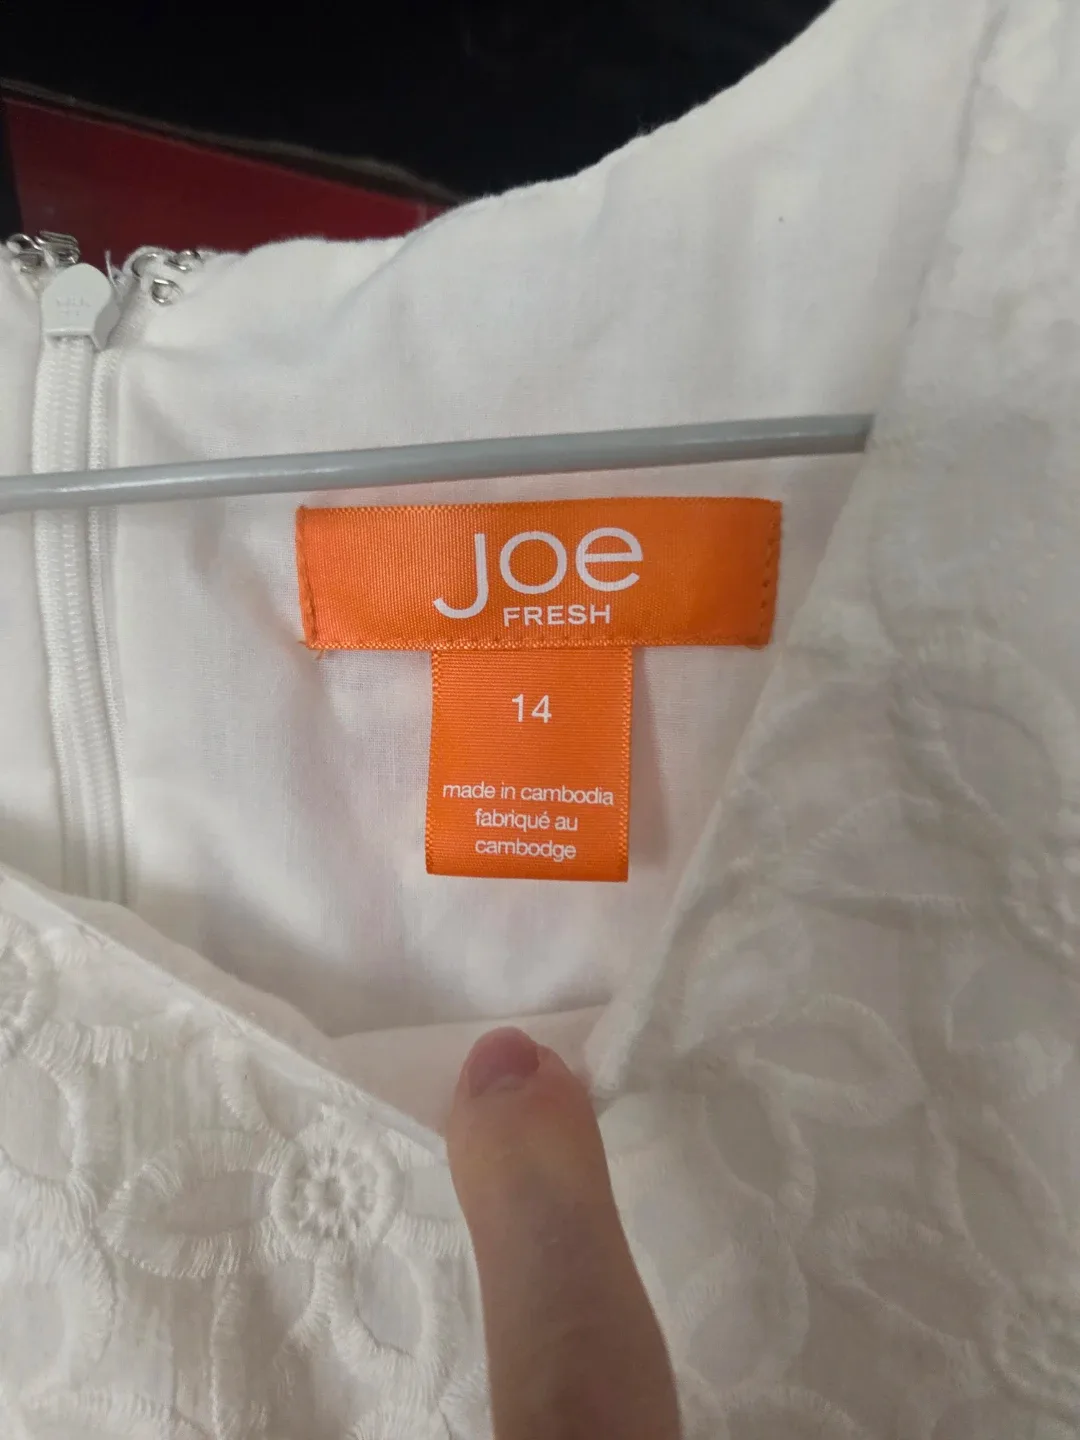 Joe
FRESH
14
made in cambodia
fabriqué au
cambodge